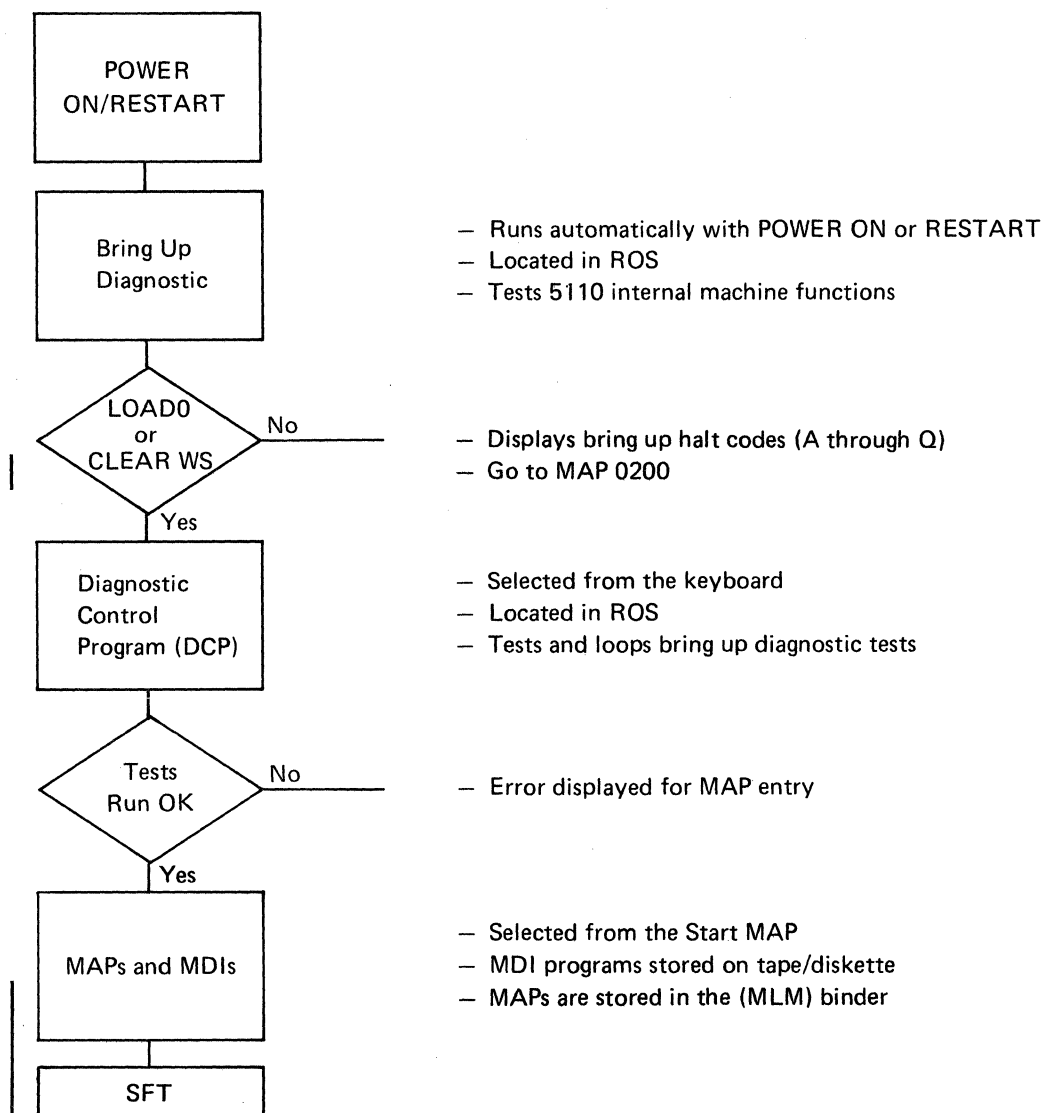 POWER
ON/RESTART
Bring Up
Diagnostic
— Runs automatically with POWER ON or RESTART
— Located in ROS
— Tests 5110 internal machine functions
LOAD0
or
CLEAR WS
No
— Displays bring up halt codes (A through Q)
— Go to MAP 0200
Yes
Diagnostic
Control
Program (DCP)
— Selected from the keyboard
— Located in ROS
— Tests and loops bring up diagnostic tests
Tests
Run OK
No
— Error displayed for MAP entry
Yes
MAPs and MDIs
— Selected from the Start MAP
— MDI programs stored on tape/diskette
— MAPs are stored in the (MLM) binder
SFT